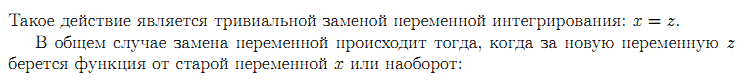 Такое действие является тривиальной заменой переменной интегрирования: x = z.
В общем случае замена переменной происходит тогда, когда за новую переменную z
берется функция от старой переменной x или наоборот: